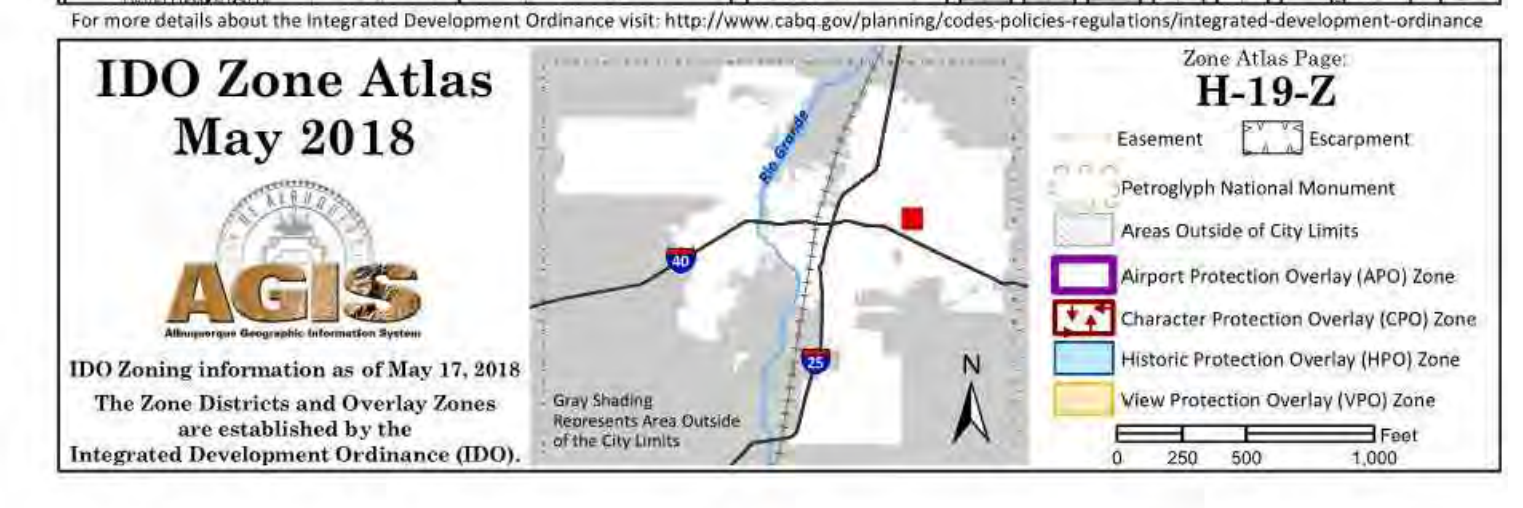 For more details about the Integrated Development Ordinance visit: http://www.cabq.gov/planning/codes-policies-regulations/integrated-development-ordinance
IDO Zone Atlas
May 2018
AGIS
Albuquerque Geographic Information System
IDO Zoning information as of May 17, 2018
The Zone Districts and Overlay Zones
are established by the
Integrated Development Ordinance (IDO).
Rio Grande
40
25
N
Gray Shading
Represents Area Outside
of the City Limits
Zone Atlas Page:
H-19-Z
Easement
Escarpment
Petroglyph National Monument
Areas Outside of City Limits
Airport Protection Overlay (APO) Zone
Character Protection Overlay (CPO) Zone
Historic Protection Overlay (HPO) Zone
View Protection Overlay (VPO) Zone
Feet
0 250 500 1,000